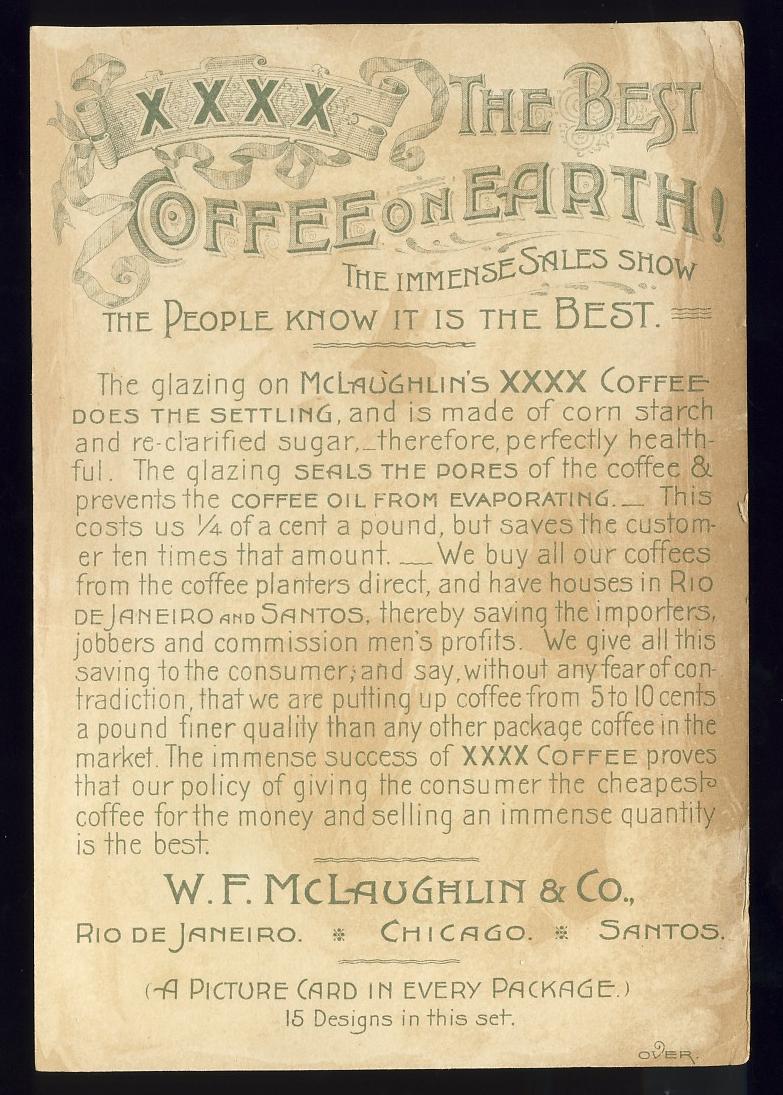 XXXX THE BEST
COFFEE ON EARTH!
THE IMMENSE SALES SHOW
THE PEOPLE KNOW IT IS THE BEST.
The glazing on McLAUGHLIN'S XXXX COFFEE
DOES THE SETTLING, and is made of corn starch
and re-clarified sugar,_therefore, perfectly health-
ful. The glazing SEALS THE PORES of the coffee &
prevents the COFFEE OIL FROM EVAPORATING.__ This
costs us ¼ of a cent a pound, but saves the custom-
er ten times that amount. __ We buy all our coffees
from the coffee planters direct, and have houses in RIO
DE JANEIRO AND SANTOS, thereby saving the importers,
jobbers and commission men's profits. We give all this
saving to the consumer; and say, without any fear of con-
tradiction, that we are putting up coffee from 5 to 10 cents
a pound finer quality than any other package coffee in the
market. The immense success of XXXX COFFEE proves
that our policy of giving the consumer the cheapest
coffee for the money and selling an immense quantity
is the best.
W. F. McLAUGHLIN & CO.,
RIO DE JANEIRO. CHICAGO. SANTOS.
(A PICTURE CARD IN EVERY PACKAGE.)
15 Designs in this set.
OVER.